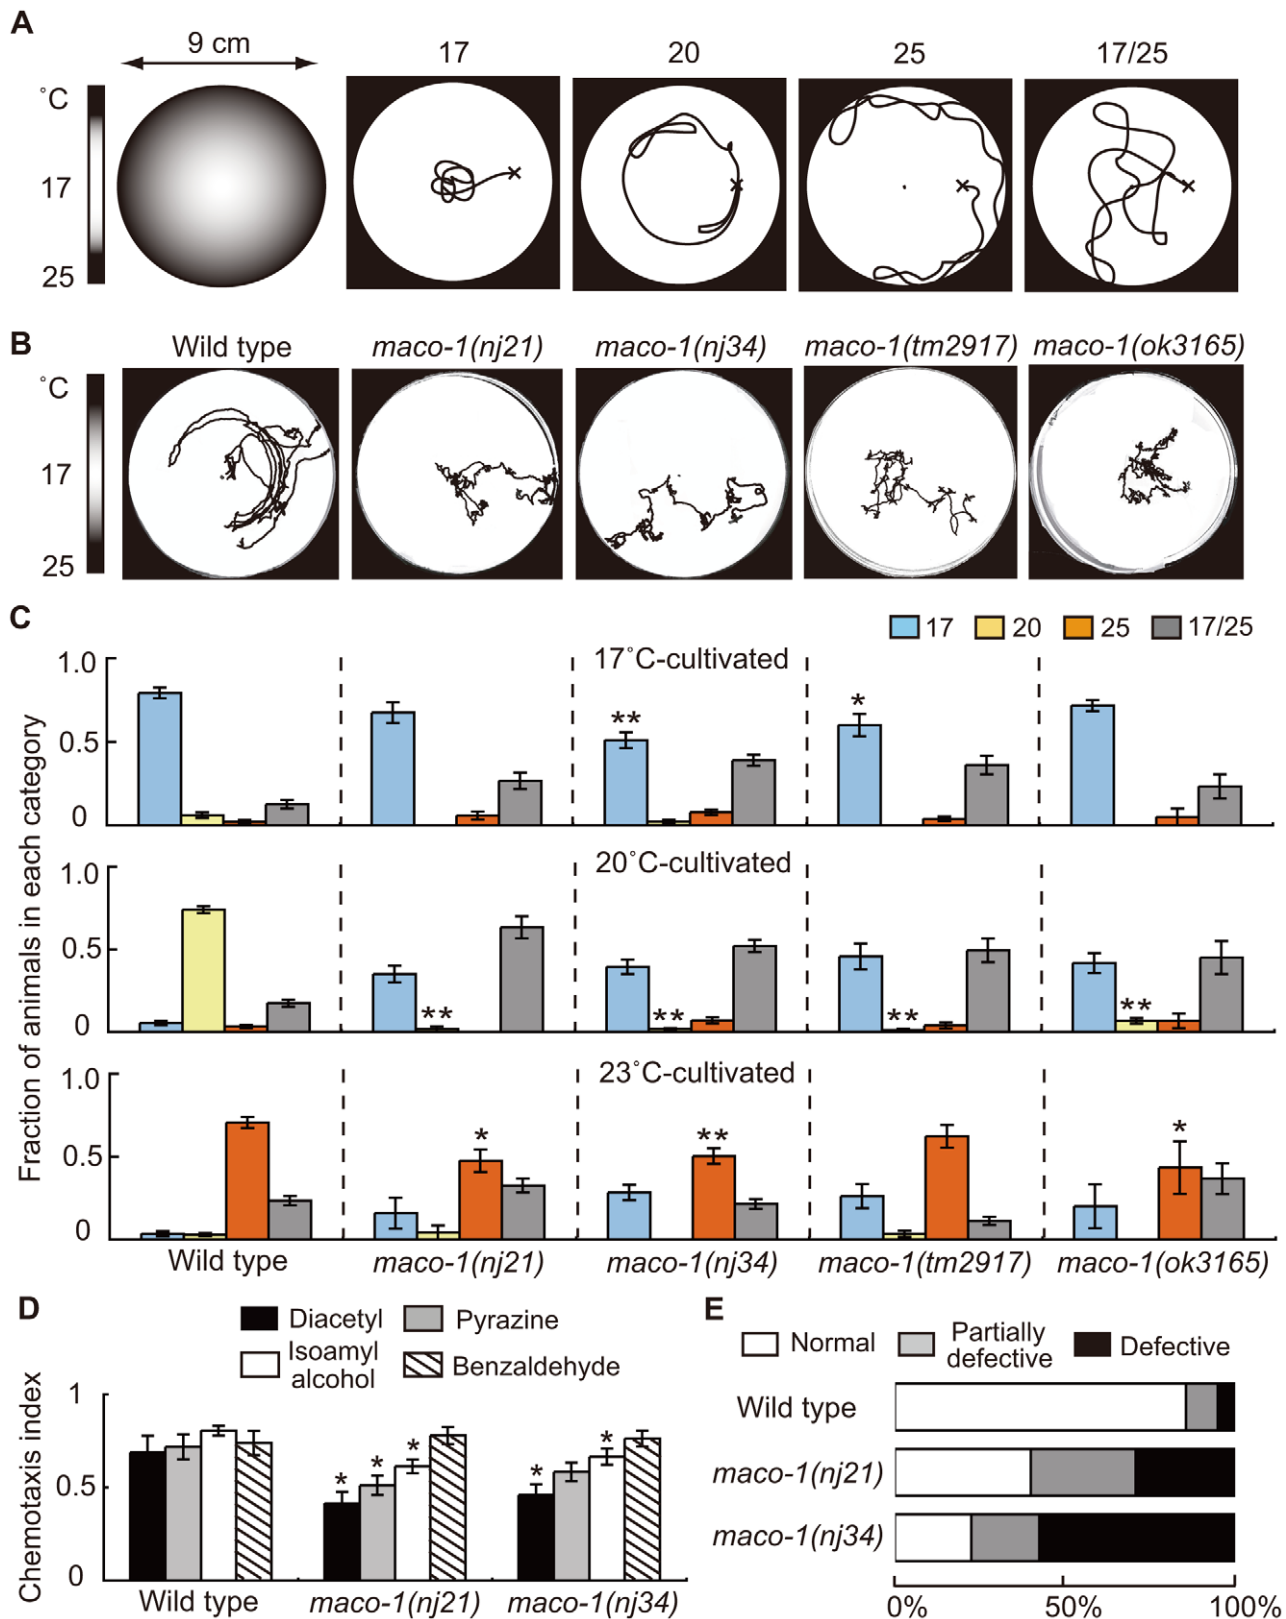 A
9 cm
17
20
25
17/25
°C
17
25
B
Wild type
maco-1(nj21)
maco-1(nj34)
maco-1(tm2917)
maco-1(ok3165)
°C
17
25
C
17
20
25
17/25
Fraction of animals in each category
17°C-cultivated
1.0
0.5
0
**
*
20°C-cultivated
1.0
0.5
0
**
**
**
**
23°C-cultivated
1.0
0.5
0
*
**
*
Wild type
maco-1(nj21)
maco-1(nj34)
maco-1(tm2917)
maco-1(ok3165)
D
Diacetyl
Pyrazine
Isoamyl
alcohol
Benzaldehyde
Chemotaxis index
1
0.5
0
*
*
*
*
*
Wild type
maco-1(nj21)
maco-1(nj34)
E
Normal
Partially
defective
Defective
Wild type
maco-1(nj21)
maco-1(nj34)
0%
50%
100%